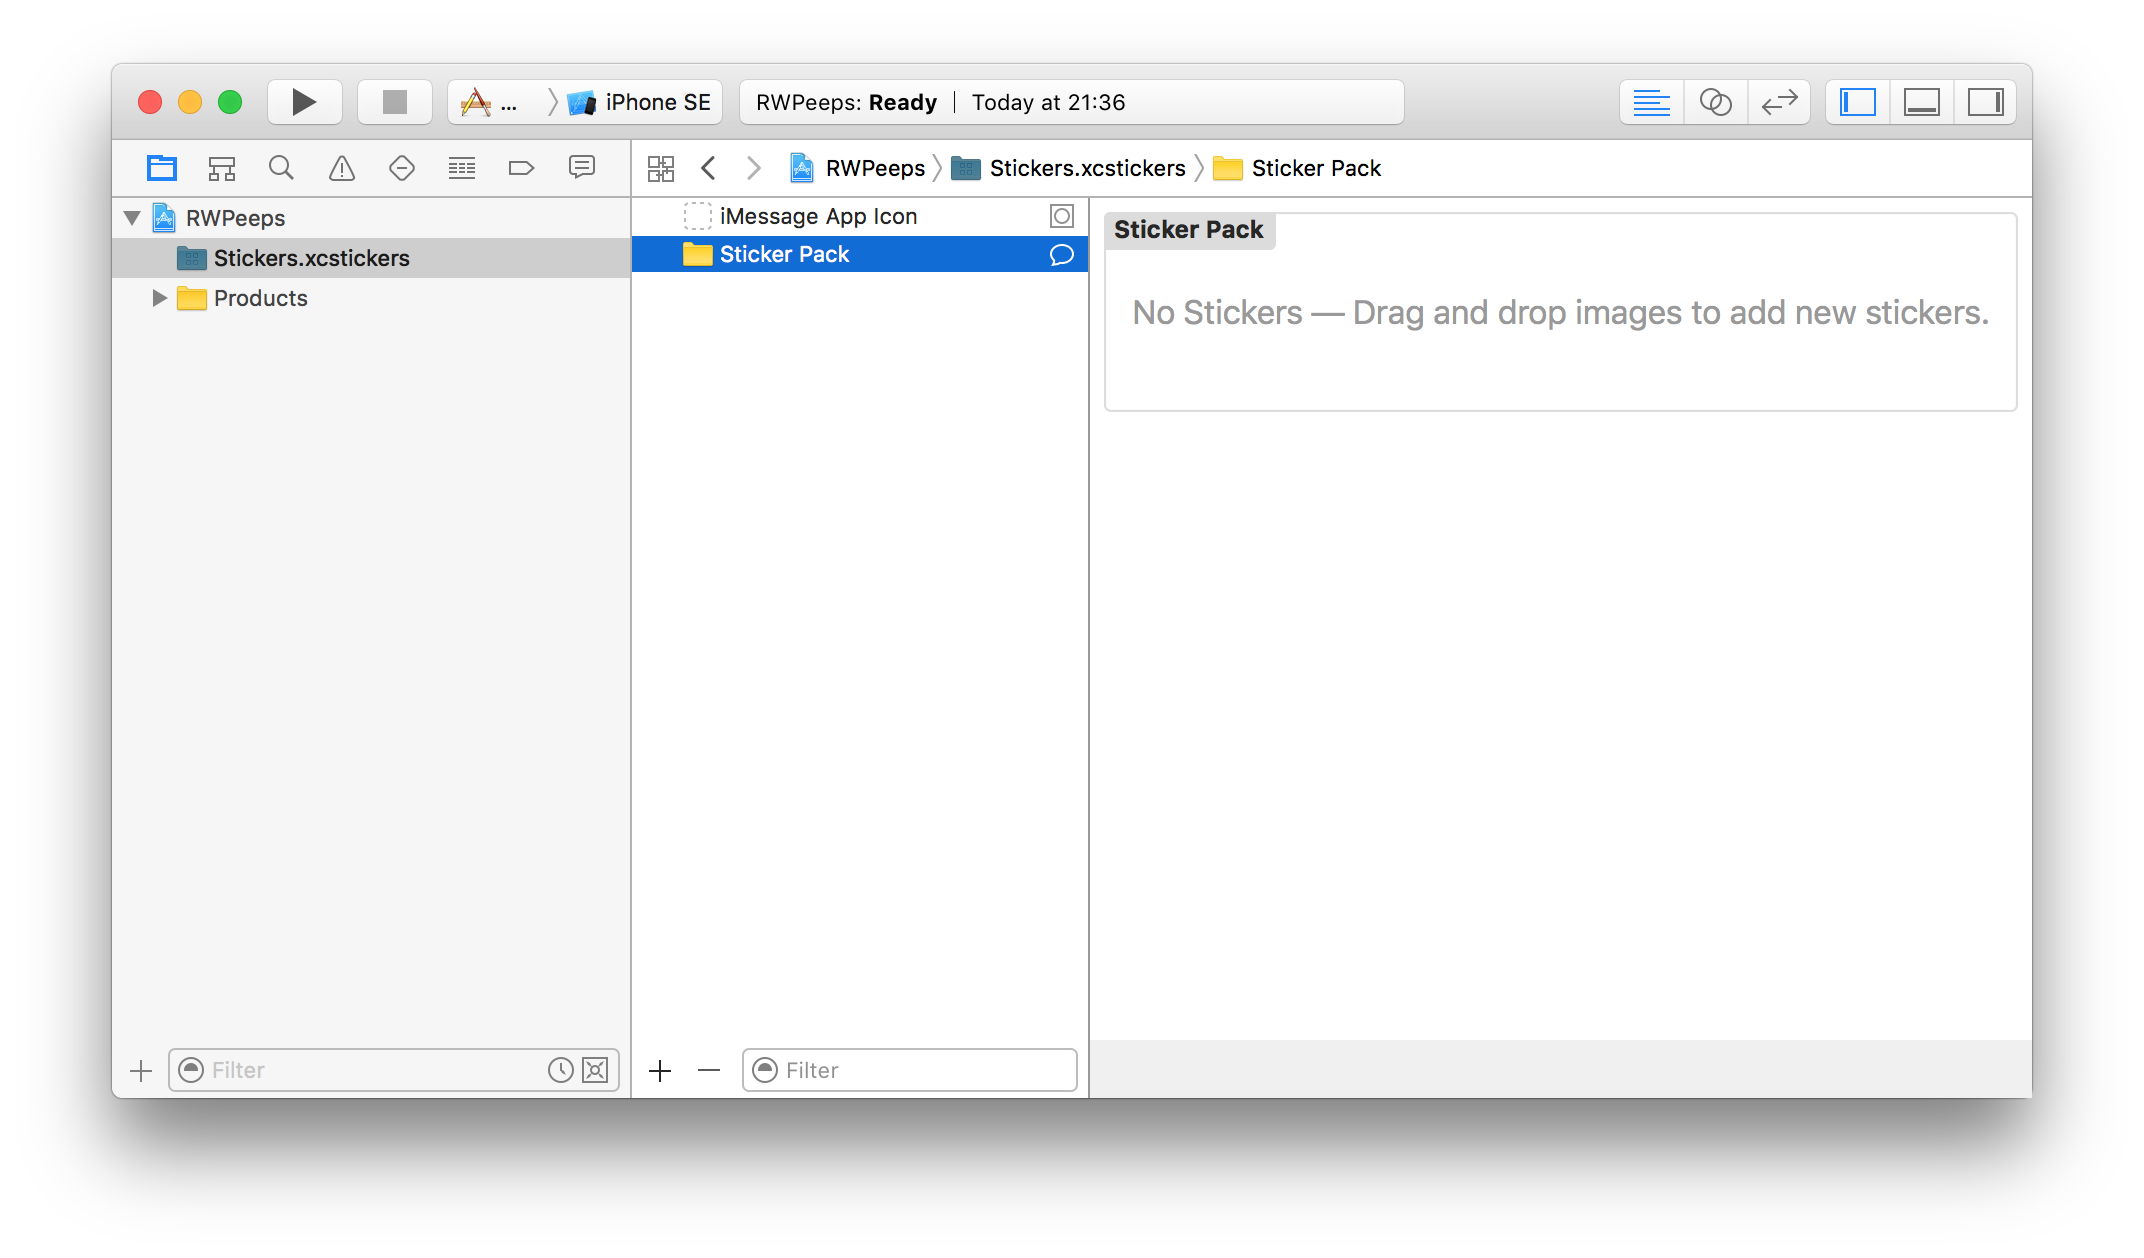 ... iPhone SE
RWPeeps: Ready | Today at 21:36
RWPeeps Stickers.xcstickers Sticker Pack
RWPeeps
Stickers.xcstickers
Products
Filter
iMessage App Icon
Sticker Pack
Filter
Sticker Pack
No Stickers — Drag and drop images to add new stickers.